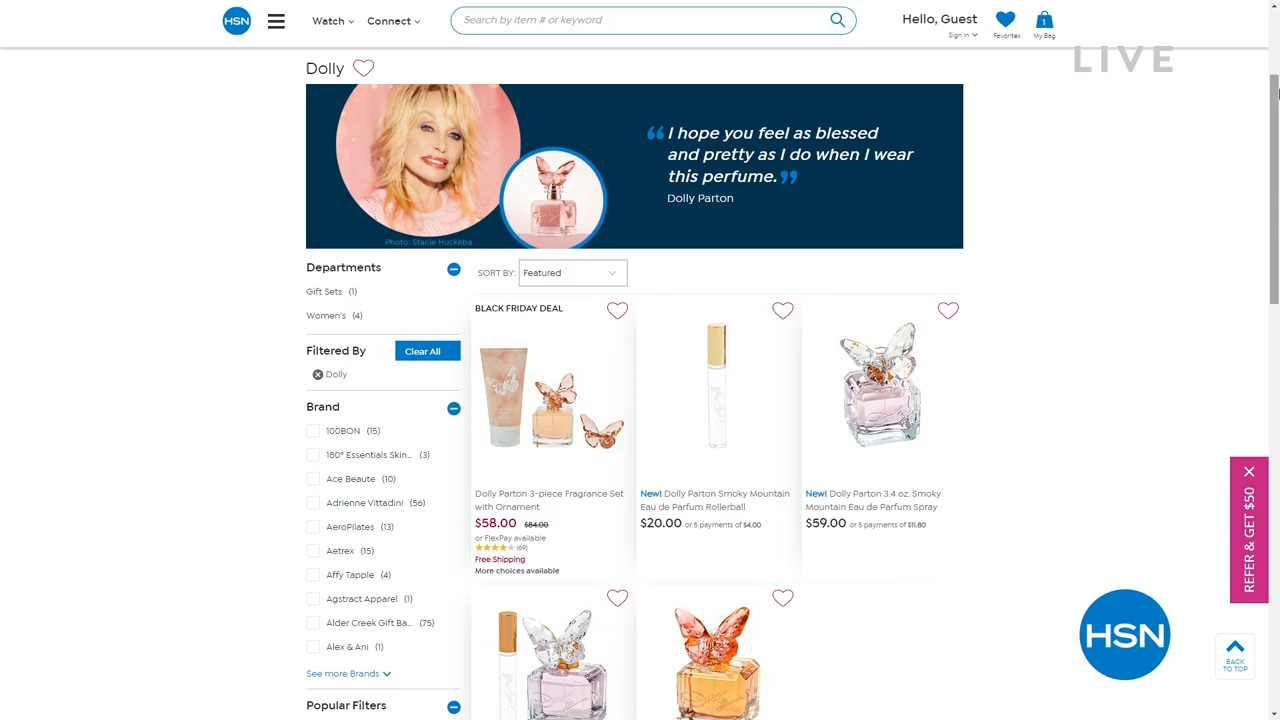 HSN
Watch
Connect
Search by item # or keyword
Hello, Guest
Sign In
Favorites
1
My Bag
LIVE
Dolly
“ I hope you feel as blessed
and pretty as I do when I wear
this perfume. ”
Dolly Parton
Photo: Stacie Huckeba
Departments
Gift Sets (1)
Women's (4)
Filtered By
Clear All
Dolly
Brand
100BON (15)
180° Essentials Skin... (3)
Ace Beaute (10)
Adrienne Vittadini (56)
AeroPilates (13)
Aetrex (15)
Affy Tapple (4)
Agstract Apparel (1)
Alder Creek Gift Ba... (75)
Alex & Ani (1)
See more Brands
Popular Filters
SORT BY: Featured
BLACK FRIDAY DEAL
Dolly Parton 3-piece Fragrance Set
with Ornament
$58.00 $84.00
or FlexPay available
(69)
Free Shipping
More choices available
New! Dolly Parton Smoky Mountain
Eau de Parfum Rollerball
$20.00 or 5 payments of $4.00
New! Dolly Parton 3.4 oz. Smoky
Mountain Eau de Parfum Spray
$59.00 or 5 payments of $11.80
REFER & GET $50
HSN
BACK
TO TOP